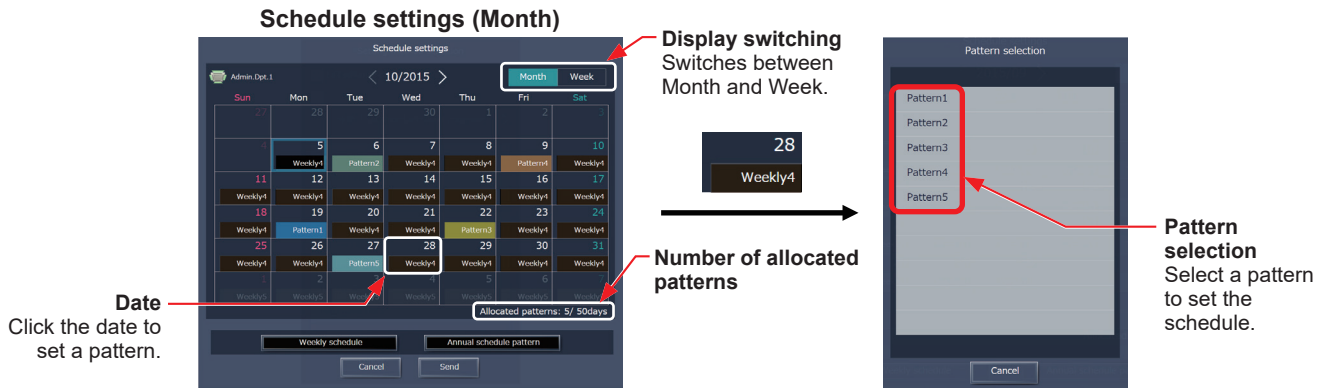 Schedule settings (Month)
Schedule settings
Admin.Dpt.1
10/2015
Month Week
Sun Mon Tue Wed Thu Fri Sat
27 28 29 30 1 2 3
4 5 6 7 8 9 10
Weekly4 Pattern2 Weekly4 Weekly4 Pattern4 Weekly4
11 12 13 14 15 16 17
Weekly4 Weekly4 Weekly4 Weekly4 Weekly4 Weekly4 Weekly4
18 19 20 21 22 23 24
Weekly4 Pattern1 Weekly4 Weekly4 Pattern3 Weekly4 Weekly4
25 26 27 28 29 30 31
Weekly4 Weekly4 Pattern5 Weekly4 Weekly4 Weekly4 Weekly4
1 2 3 4 5 6 7
Weekly5 Weekly5 Weekly5 Weekly5 Weekly5 Weekly5 Weekly5
Allocated patterns: 5/ 50days
Weekly schedule Annual schedule pattern
Cancel Send
Date
Click the date to
set a pattern.
Display switching
Switches between
Month and Week.
28
Weekly4
Number of allocated
patterns
Pattern selection
Pattern1
Pattern2
Pattern3
Pattern4
Pattern5
Cancel
Pattern
selection
Select a pattern
to set the
schedule.